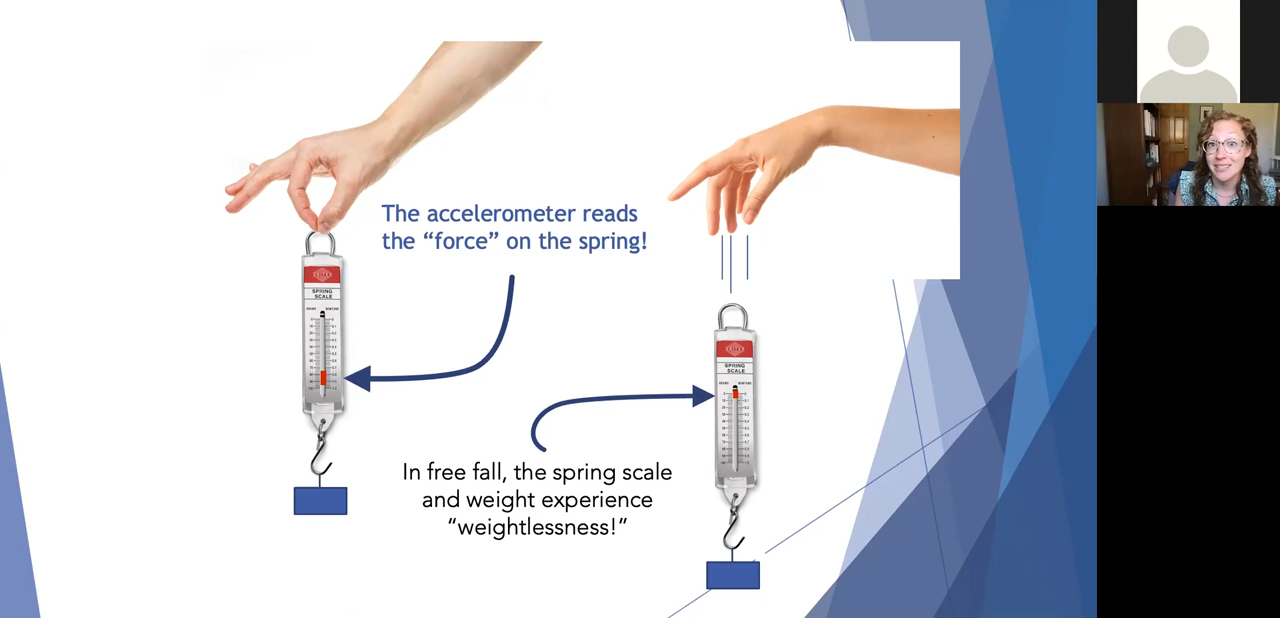 The accelerometer reads
the “force” on the spring!
SPRING
SCALE
SPRING
SCALE
In free fall, the spring scale
and weight experience
“weightlessness!”